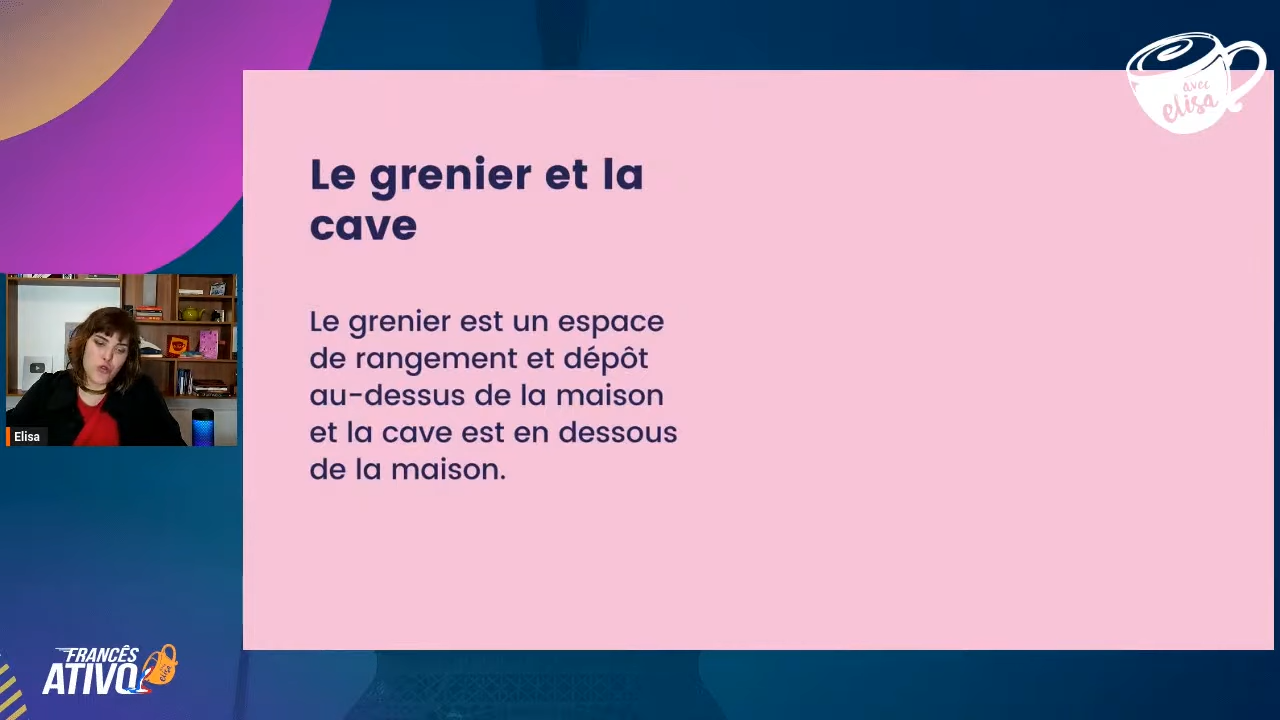 avec
elisa
Le grenier et la
cave
Le grenier est un espace
de rangement et dépôt
au-dessus de la maison
et la cave est en dessous
de la maison.
Elisa
FRANCÊS
ATIVO
elisa